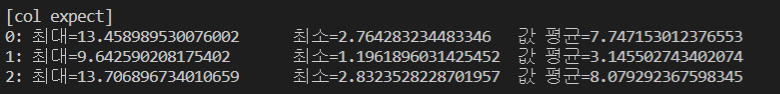 [col expect]
0: 최대=13.458989530076002 최소=2.764283234483346 값 평균=7.747153012376553
1: 최대=9.642590208175402 최소=1.1961896031425452 값 평균=3.145502743402074
2: 최대=13.706896734010659 최소=2.8323528228701957 값 평균=8.079292367598345